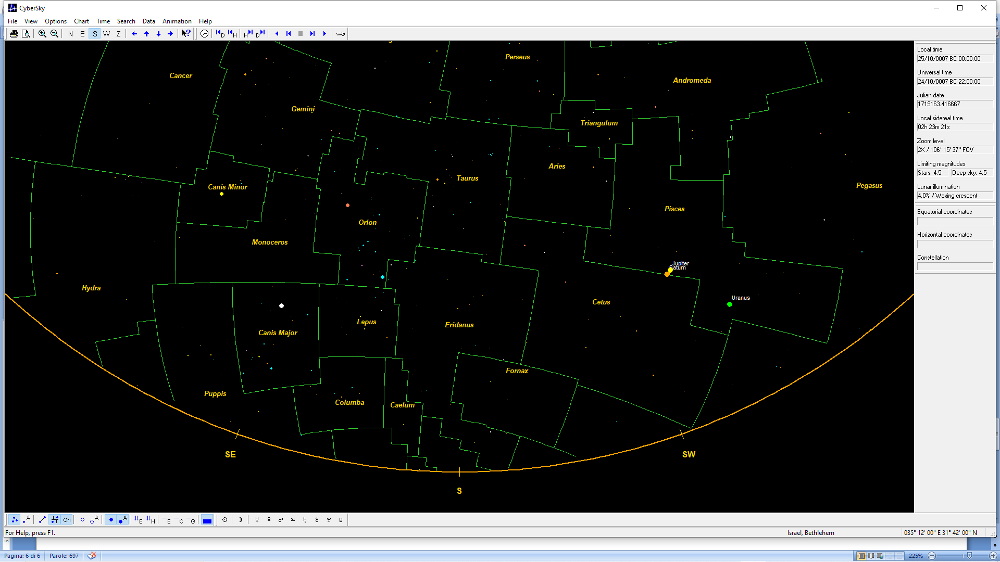 CyberSky
File View Options Chart Time Search Data Animation Help
N E S W Z D H H D
Perseus
Cancer
Andromeda
Gemini
Triangulum
Aries
Taurus
Canis Minor
Pegasus
Pisces
Orion
Monoceros
Jupiter
Saturn
Hydra
Uranus
Cetus
Lepus
Eridanus
Canis Major
Fornax
Puppis
Columba
Caelum
SE
SW
S
Local time
25/10/0007 BC 00:00:00
Universal time
24/10/0007 BC 22:00:00
Julian date
1719163.416667
Local sidereal time
02h 23m 21s
Zoom level
2X / 106° 15' 37" FOV
Limiting magnitudes
Stars: 4.5 Deep sky: 4.5
Lunar illumination
4.0% / Waxing crescent
Equatorial coordinates
Horizontal coordinates
Constellation
A Ori A A #E #H E C G
For Help, press F1.
Israel, Bethlehem
035° 12' 00" E 31° 42' 00" N
5
Pagina: 6 di 6 Parole: 697
225%